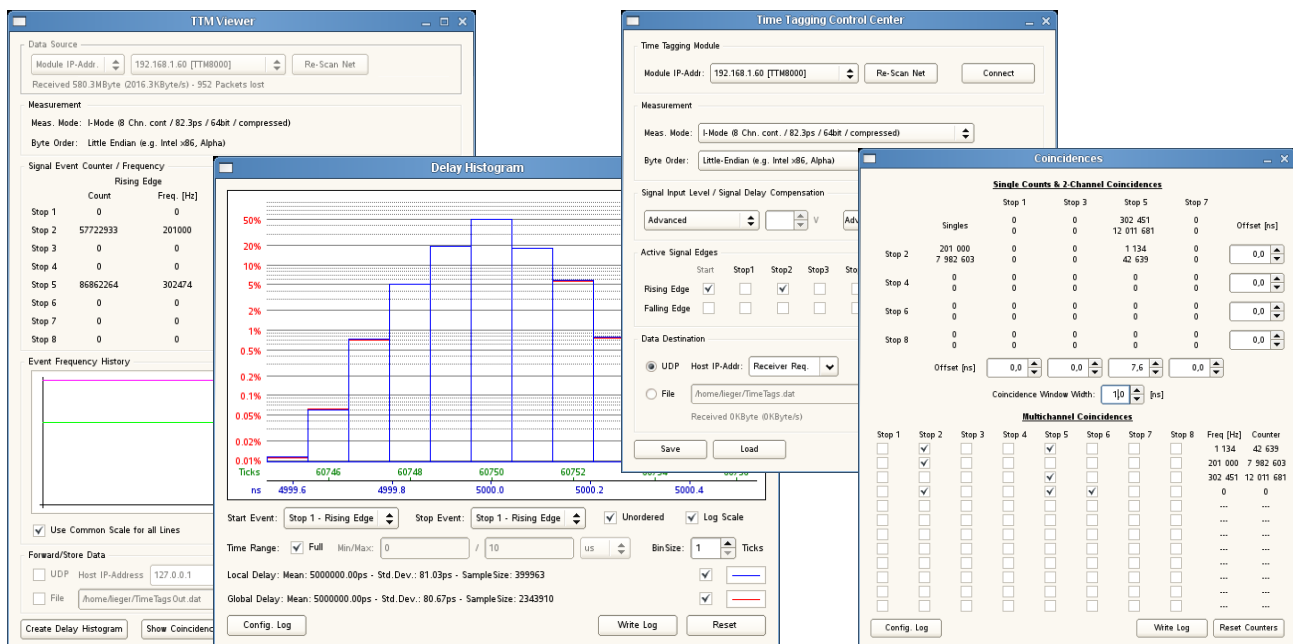 TTM Viewer
Data Source
Module IP-Addr. 192.168.1.60 [TTM8000] Re-Scan Net
Received 580.3MByte (2016.3KByte/s) - 952 Packets lost
Measurement
Meas. Mode: I-Mode (8 Chn. cont / 82.3ps / 64bit / compressed)
Byte Order: Little Endian (e.g. Intel x86, Alpha)
Signal Event Counter / Frequency
Rising Edge
Count Freq. [Hz]
Stop 1 0 0
Stop 2 57722933 201000
Stop 3 0 0
Stop 4 0 0
Stop 5 86862264 302474
Stop 6 0 0
Stop 7 0 0
Stop 8 0 0
Event Frequency History
Use Common Scale for all Lines
Forward/Store Data
UDP Host IP-Address 127.0.0.1
File /home/lieger/TimeTagsOut.dat
Create Delay Histogram Show Coincidenc
Delay Histogram
50%
20%
10%
5%
2%
1%
0.5%
0.2%
0.1%
0.05%
0.02%
0.01%
Ticks 60746 60748 60750 60752
ns 4999.6 4999.8 5000.0 5000.2 5000.4
Start Event: Stop 1 - Rising Edge Stop Event: Stop 1 - Rising Edge Unordered Log Scale
Time Range: Full Min/Max: 0 / 10 us BinSize: 1 Ticks
Local Delay: Mean: 5000000.00ps - Std.Dev.: 81.03ps - SampleSize: 399963
Global Delay: Mean: 5000000.00ps - Std.Dev.: 80.67ps - SampleSize: 2343910
Config. Log Write Log Reset
Time Tagging Control Center
Time Tagging Module
Module IP-Addr: 192.168.1.60 [TTM8000] Re-Scan Net Connect
Measurement
Meas. Mode: I-Mode (8 Chn. cont. / 82.3ps / 64bit / compressed)
Byte Order: Little-Endian (e.g. Intel x86, Alpha)
Signal Input Level / Signal Delay Compensation
Advanced V Adv
Active Signal Edges
Start Stop1 Stop2 Stop3 Sto
Rising Edge
Falling Edge
Data Destination
UDP Host IP-Addr: Receiver Req.
File /home/lieger/TimeTags.dat
Received 0KByte (0KByte/s)
Save Load
Coincidences
Single Counts & 2-Channel Coincidences
Stop 1 Stop 3 Stop 5 Stop 7
Singles 0 0 302 451 0 Offset [ns]
0 0 12 011 681 0
Stop 2 201 000 0 0 1 134 0 0,0
7 982 603 0 0 42 639 0
Stop 4 0 0 0 0 0 0,0
0 0 0 0 0
Stop 6 0 0 0 0 0 0,0
0 0 0 0 0
Stop 8 0 0 0 0 0 0,0
0 0 0 0 0
Offset [ns] 0,0 0,0 7,6 0,0
Coincidence Window Width: 1,0 [ns]
Multichannel Coincidences
Stop 1 Stop 2 Stop 3 Stop 4 Stop 5 Stop 6 Stop 7 Stop 8 Freq [Hz] Counter
1 134 42 639
201 000 7 982 603
302 451 12 011 681
0 0
--- ---
--- ---
--- ---
--- ---
--- ---
--- ---
--- ---
--- ---
Config. Log Write Log Reset Counters